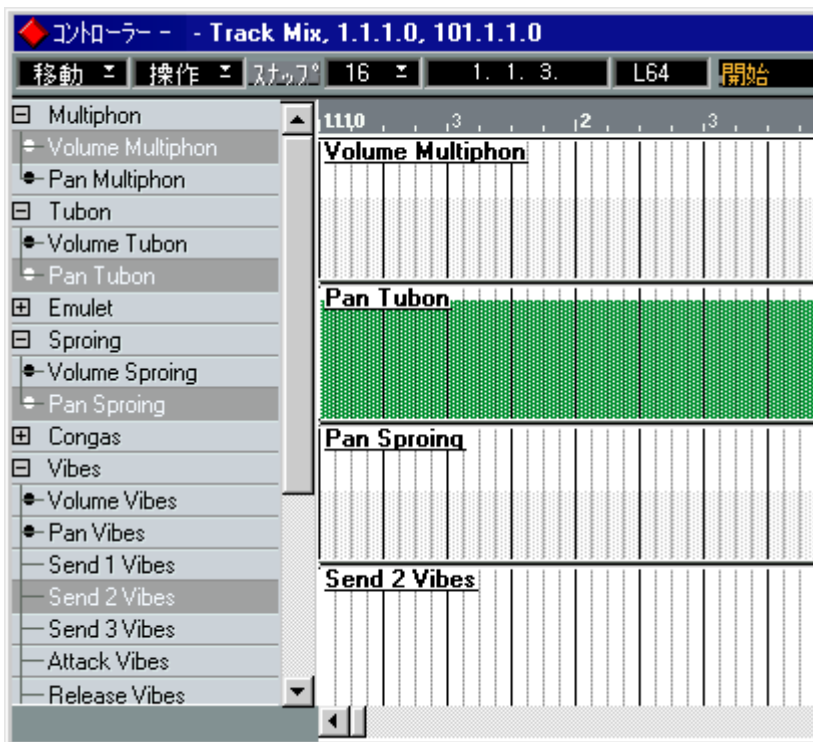 コントローラー - - Track Mix, 1.1.1.0, 101.1.1.0
移動 操作 スナップ 16 1. 1. 3. L64 開始
1.1.1,0 3 2 3
Multiphon
Volume Multiphon
Pan Multiphon
Tubon
Volume Tubon
Pan Tubon
Emulet
Sproing
Volume Sproing
Pan Sproing
Congas
Vibes
Volume Vibes
Pan Vibes
Send 1 Vibes
Send 2 Vibes
Send 3 Vibes
Attack Vibes
Release Vibes
Volume Multiphon
Pan Tubon
Pan Sproing
Send 2 Vibes